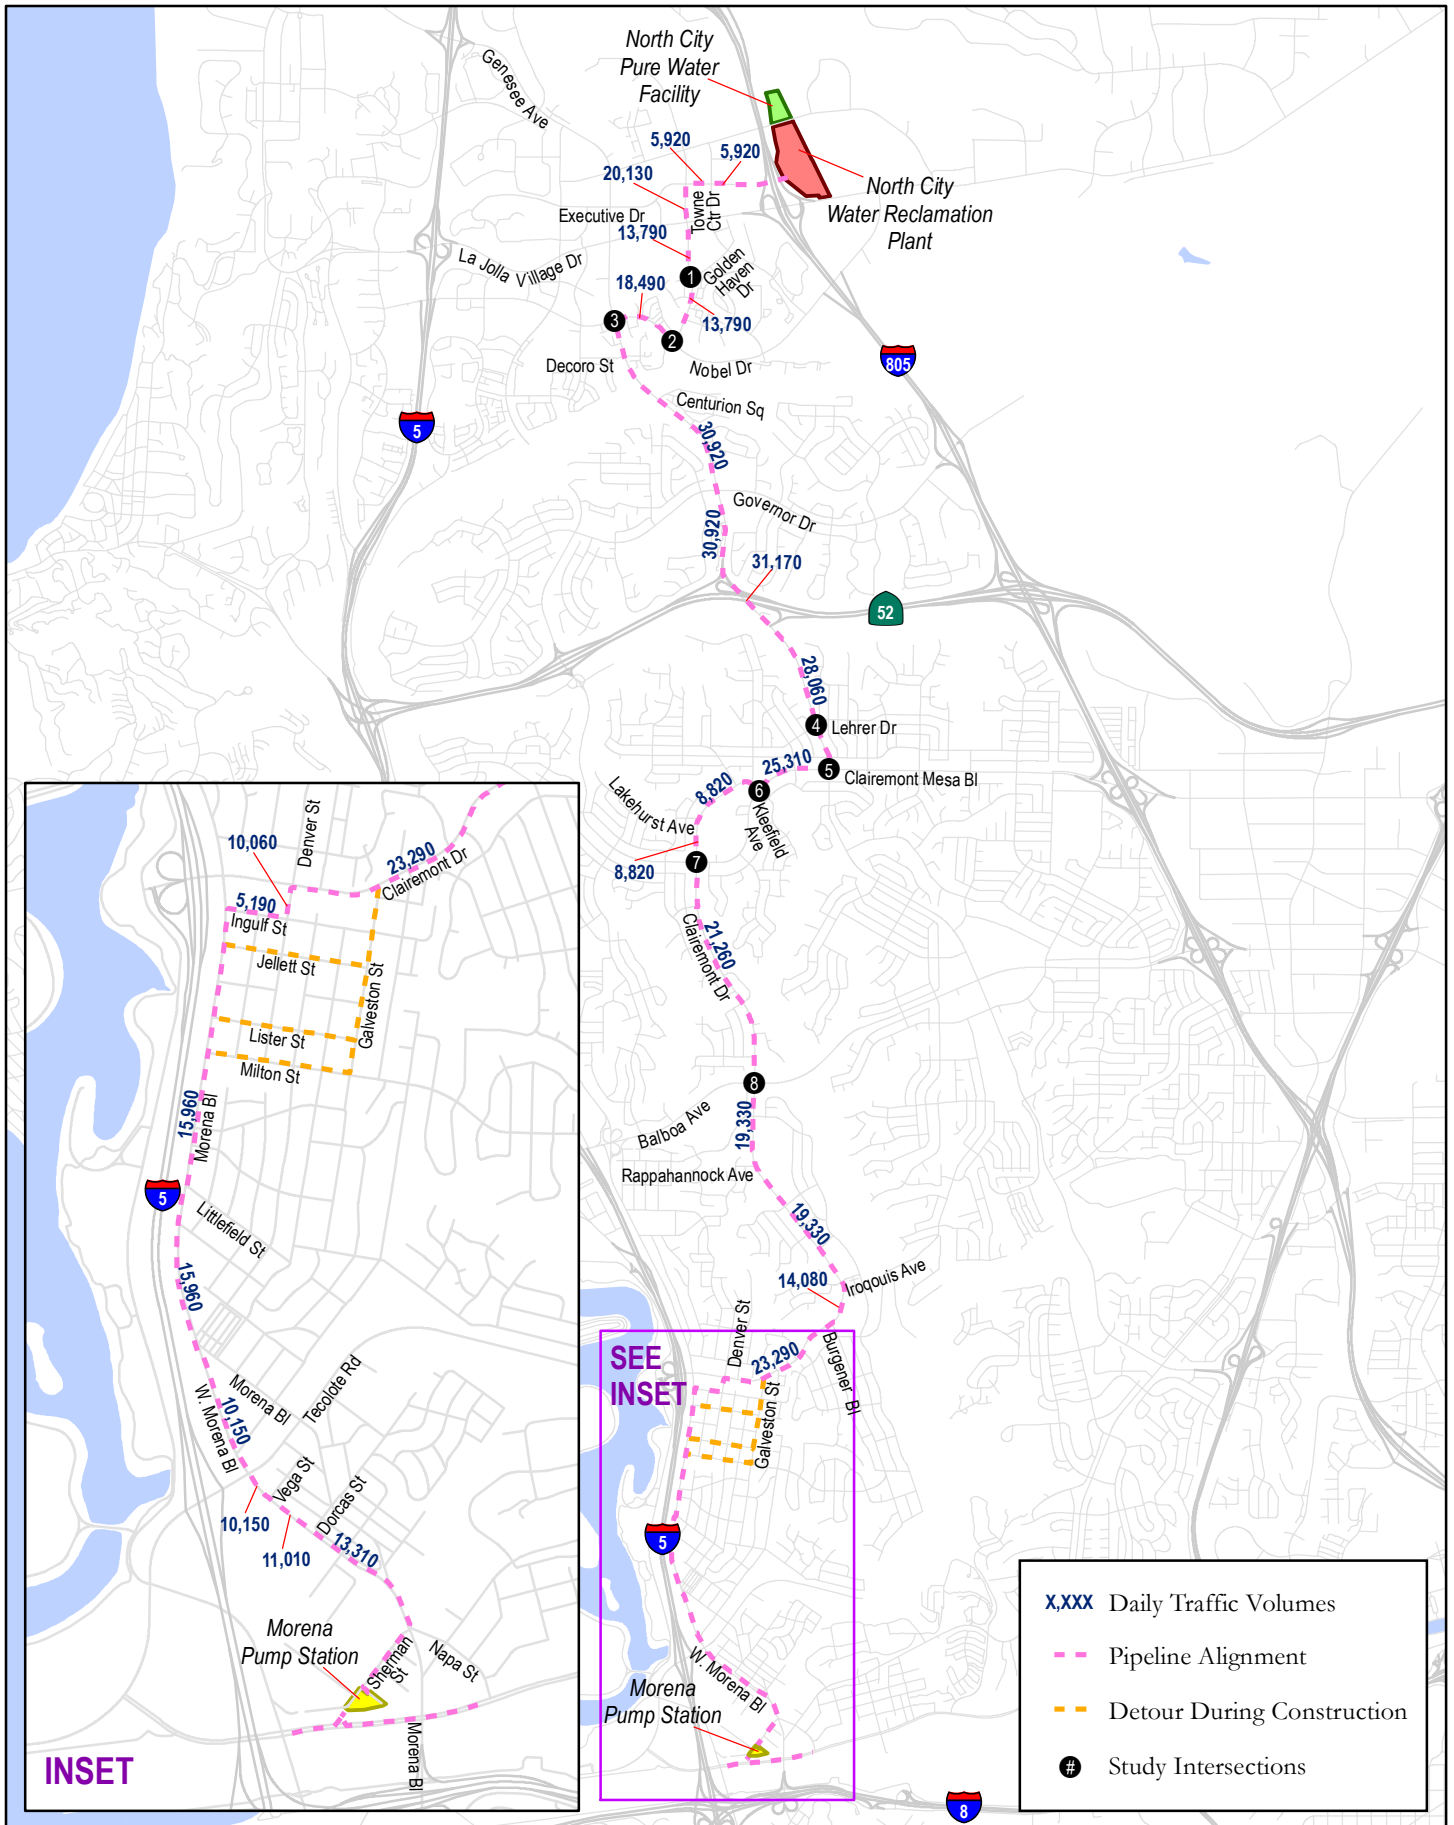 North City
Pure Water
Facility
Genesee Ave
5,920
5,920
20,130
North City
Water Reclamation
Plant
Towne
Ctr Dr
Executive Dr
13,790
La Jolla Village Dr
Golden
Haven
Dr
1
18,490
13,790
3
2
Decoro St
Nobel Dr
805
Centurion Sq
5
30,920
Governor Dr
30,920
31,170
52
28,060
4
Lehrer Dr
25,310
5
Clairemont Mesa Bl
8,820
6
Lakehurst Ave
Kleefield
Ave
7
8,820
Clairemont Dr
21,260
8
Balboa Ave
19,330
Rappahannock Ave
19,330
14,080
Iroqouis Ave
Denver St
23,290
Burgener Bl
SEE
INSET
Galveston St
5
W. Morena Bl
Morena
Pump Station
8
Denver St
10,060
23,290
Clairemont Dr
5,190
Ingulf St
Jellett St
Galveston St
Lister St
Milton St
15,960
Morena Bl
5
Littlefield St
15,960
Morena Bl
Tecolote Rd
W. Morena Bl
10,150
Vega St
Dorcas St
10,150
11,010
13,310
Morena
Pump Station
Sherman
St
Napa St
Morena Bl
INSET
X,XXX Daily Traffic Volumes
Pipeline Alignment
Detour During Construction
# Study Intersections